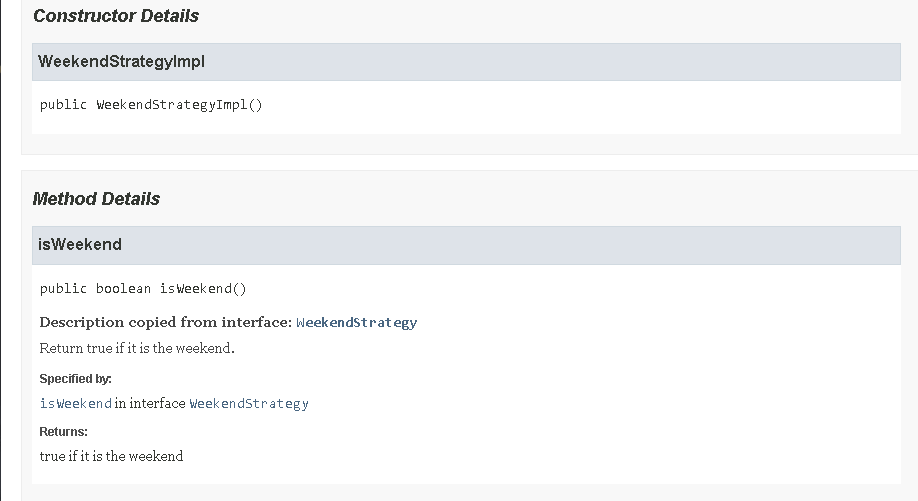 Constructor Details
WeekendStrategyImpl
public WeekendStrategyImpl()
Method Details
isWeekend
public boolean isWeekend()
Description copied from interface: WeekendStrategy
Return true if it is the weekend.
Specified by:
isWeekend in interface WeekendStrategy
Returns:
true if it is the weekend